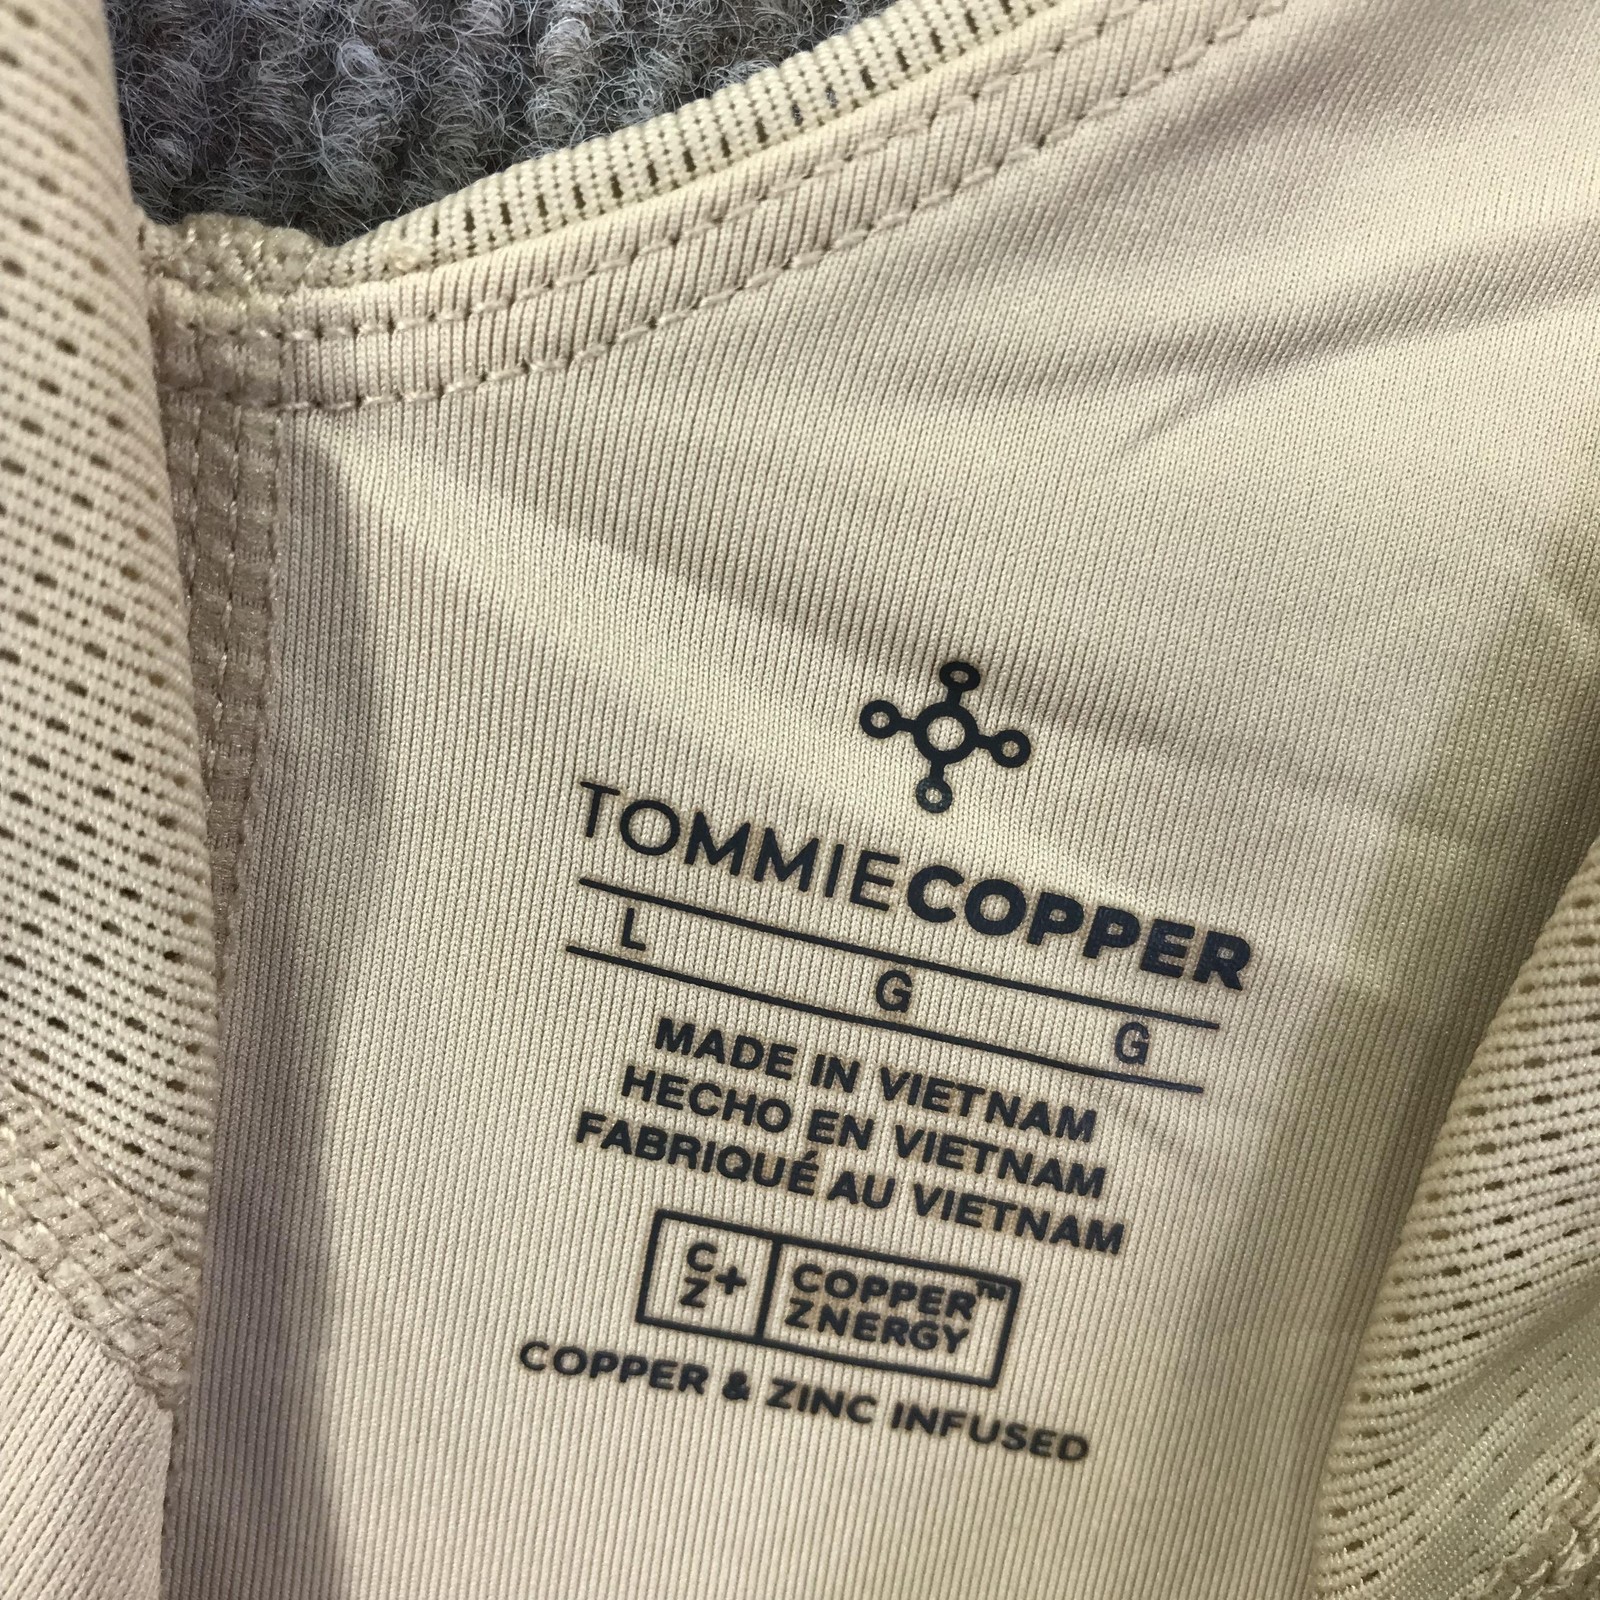 TOMMIECOPPER
L G G
MADE IN VIETNAM
HECHO EN VIETNAM
FABRIQUÉ AU VIETNAM
C
Z+
COPPER™
ZNERGY
COPPER & ZINC INFUSED